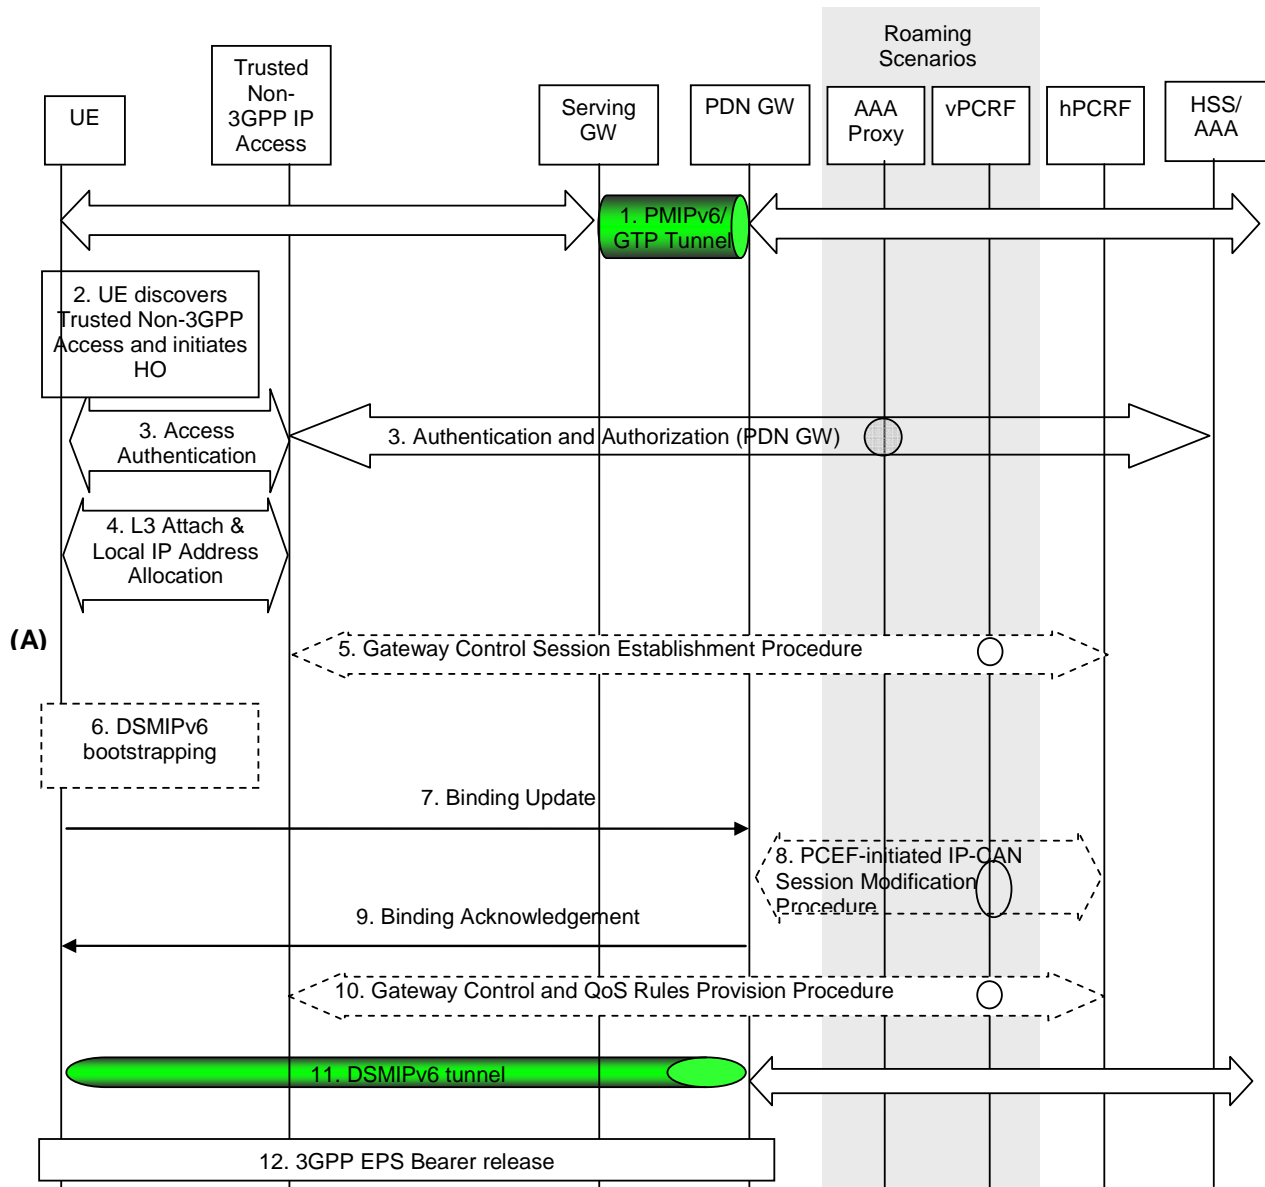 Roaming
Scenarios
UE
Trusted
Non-
3GPP IP
Access
Serving
GW
PDN GW
AAA
Proxy
vPCRF
hPCRF
HSS/
AAA
1. PMIPv6/
GTP Tunnel
2. UE discovers
Trusted Non-3GPP
Access and initiates
HO
3. Access
Authentication
3. Authentication and Authorization (PDN GW)
4. L3 Attach &
Local IP Address
Allocation
(A)
5. Gateway Control Session Establishment Procedure
6. DSMIPv6
bootstrapping
7. Binding Update
8. PCEF-initiated IP-CAN
Session Modification
Procedure
9. Binding Acknowledgement
10. Gateway Control and QoS Rules Provision Procedure
11. DSMIPv6 tunnel
12. 3GPP EPS Bearer release